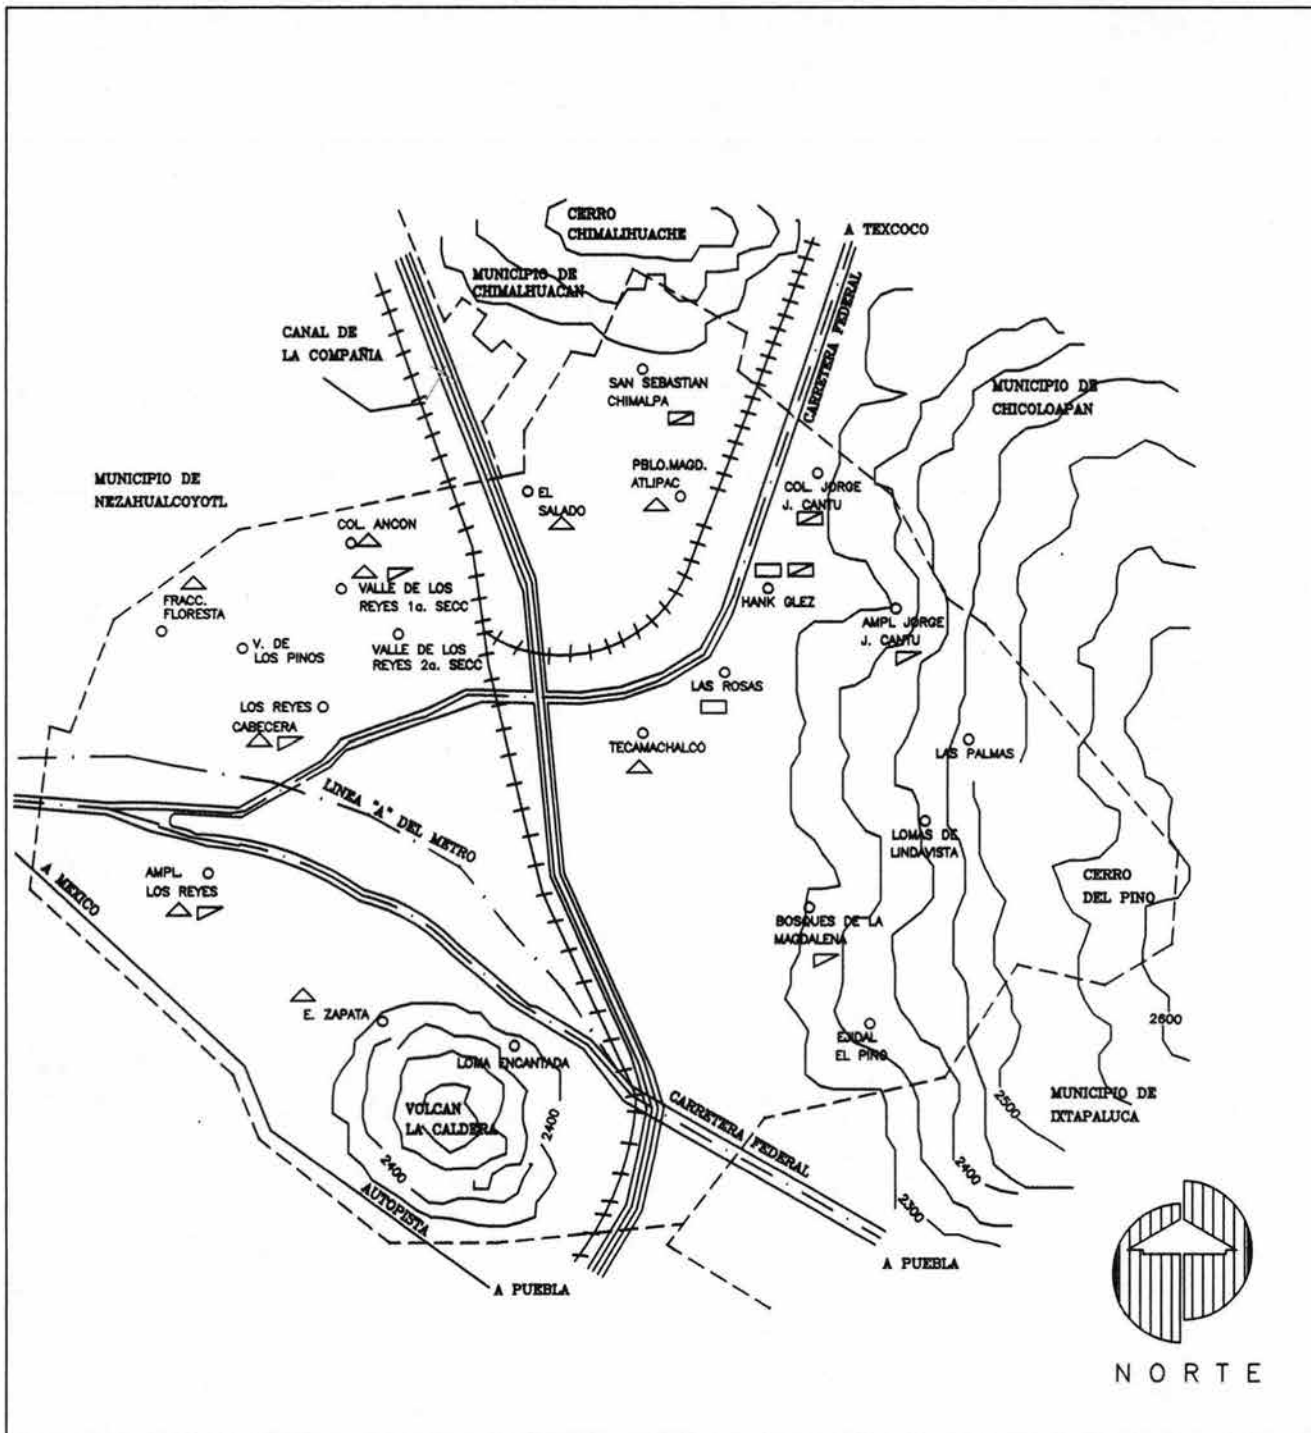 CERRO
CHIMALIHUACHE
A TEXCOCO
MUNICIPIO DE
CHIMALHUACAN
CARRETERA FEDERAL
CANAL DE
LA COMPAÑIA
SAN SEBASTIAN
CHIMALPA
MUNICIPIO DE
CHICOLOAPAN
MUNICIPIO DE
NEZAHUALCOYOTL
PBLO.MAGD.
ATLIPAC
COL. JORGE
J. CANTU
EL
SALADO
COL. ANCON
FRACC.
FLORESTA
VALLE DE LOS
REYES 1a. SECC
HANK GLEZ
AMPL JORGE
J. CANTU
V. DE
LOS PINOS
VALLE DE LOS
REYES 2a. SECC
LAS ROSAS
LOS REYES
CABECERA
TECAMACHALCO
LAS PALMAS
LINEA "A" DEL METRO
LOMAS DE
LINDAVISTA
A MEXICO
AMPL.
LOS REYES
CERRO
DEL PINO
BOSQUES DE LA
MAGDALENA
E. ZAPATA
LOMA ENCANTADA
EJIDAL
EL PINO
2600
VOLCAN
LA CALDERA
2400
2400
CARRETERA FEDERAL
2500
MUNICIPIO DE
IXTAPALUCA
2400
2300
AUTOPISTA
A PUEBLA
A PUEBLA
NORTE